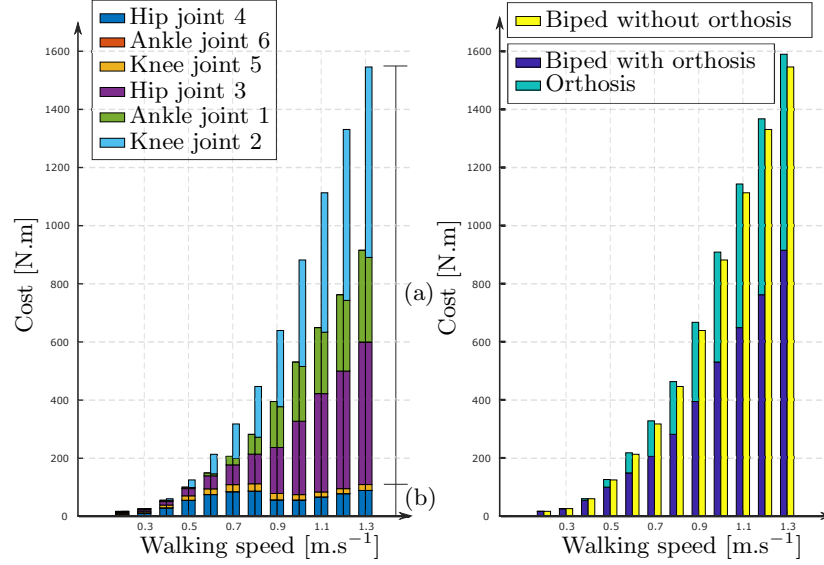 Hip joint 4
Ankle joint 6
Knee joint 5
Hip joint 3
Ankle joint 1
Knee joint 2
1600
1400
1200
1000
800
600
400
200
0
Cost [N.m]
0.3 0.5 0.7 0.9 1.1 1.3
Walking speed [m.s⁻¹]
(a)
(b)
Biped without orthosis
Biped with orthosis
Orthosis
1600
1400
1200
1000
800
600
400
200
0
Cost [N.m]
0.3 0.5 0.7 0.9 1.1 1.3
Walking speed [m.s⁻¹]